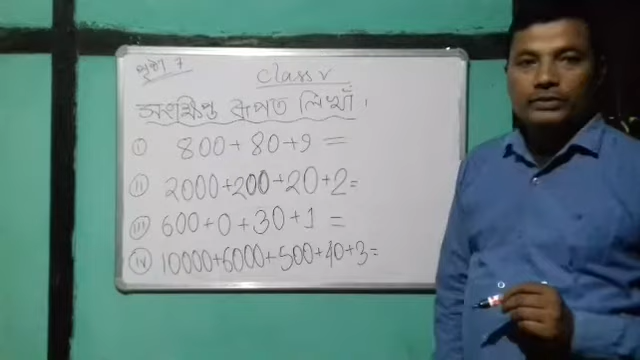 পৃষ্ঠা 7
Class V
সংক্ষিপ্ত ৰূপত লিখাঁ ।
(i) 800 + 80 + 9 =
(ii) 2000+200+20+2=
(iii) 600 + 0 + 30 + 1 =
(iv) 10000+6000+500+40+3=